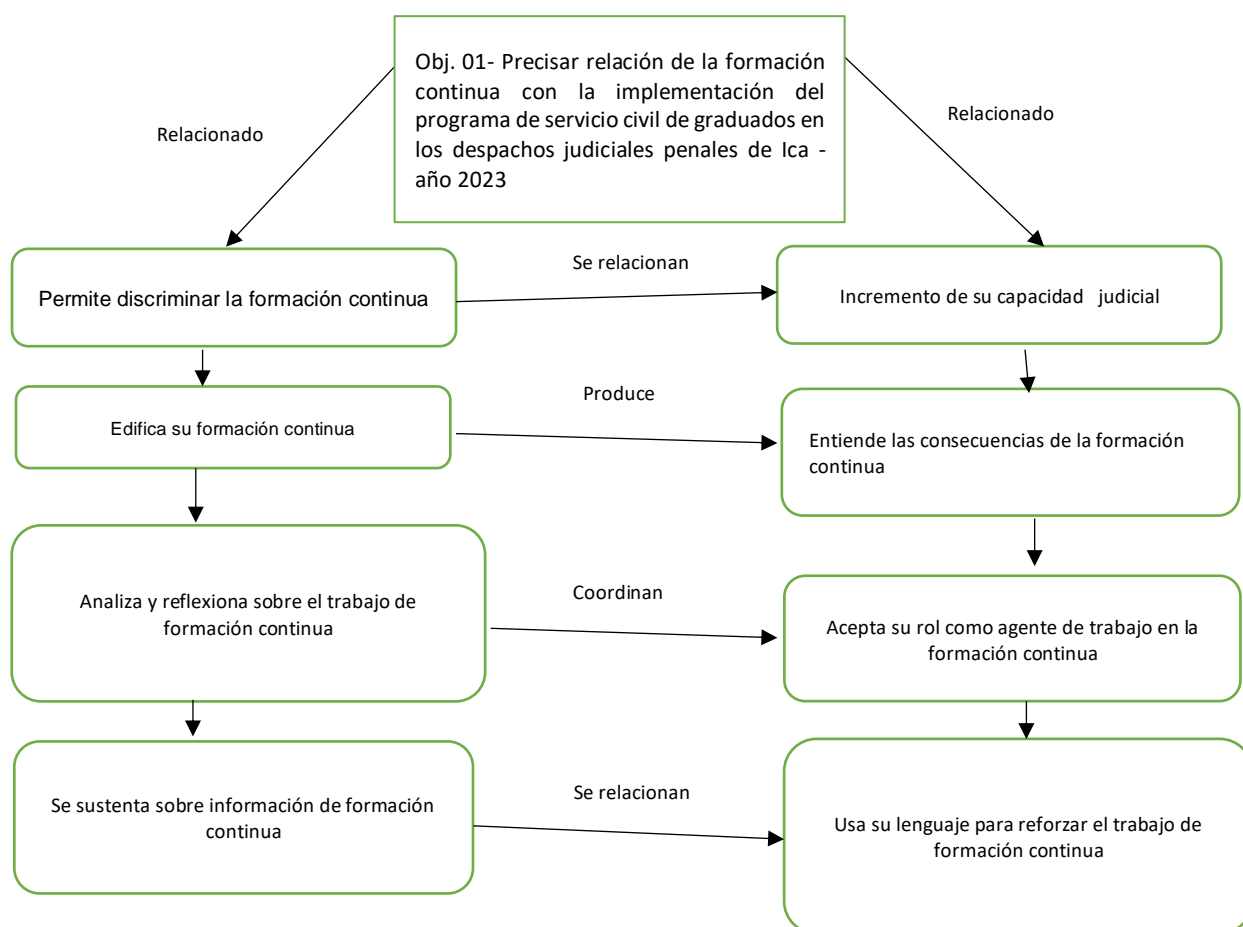 Obj. 01- Precisar relación de la formación
continua con la implementación del
programa de servicio civil de graduados en
los despachos judiciales penales de Ica -
año 2023
Relacionado
Relacionado
Permite discriminar la formación continua
Se relacionan
Incremento de su capacidad judicial
Edifica su formación continua
Produce
Entiende las consecuencias de la formación
continua
Analiza y reflexiona sobre el trabajo de
formación continua
Coordinan
Acepta su rol como agente de trabajo en la
formación continua
Se sustenta sobre información de formación
continua
Se relacionan
Usa su lenguaje para reforzar el trabajo de
formación continua